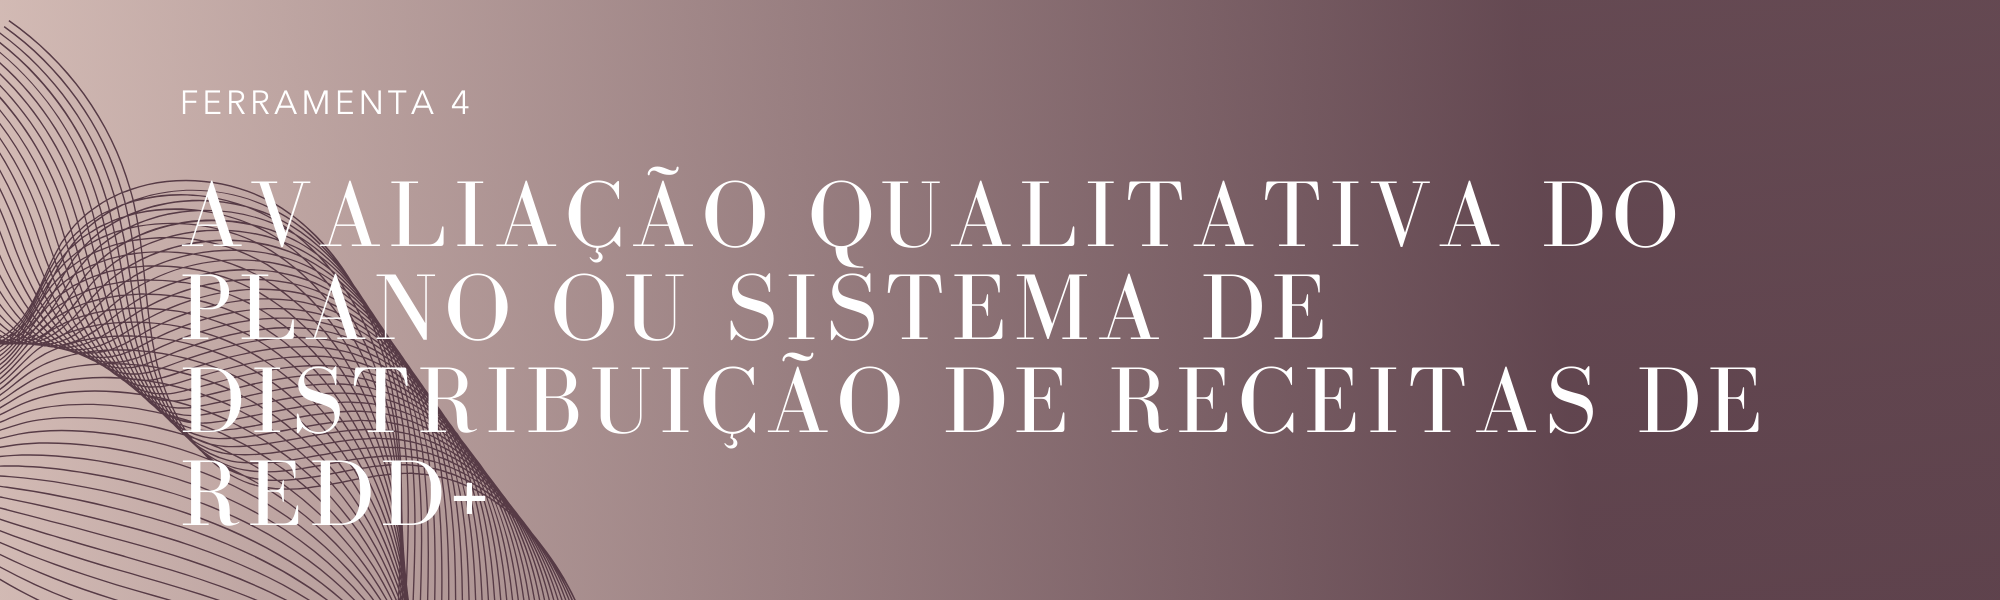 FERRAMENTA 4
AVALIAÇÃO QUALITATIVA DO
PLANO OU SISTEMA DE
DISTRIBUIÇÃO DE RECEITAS DE
REDD+